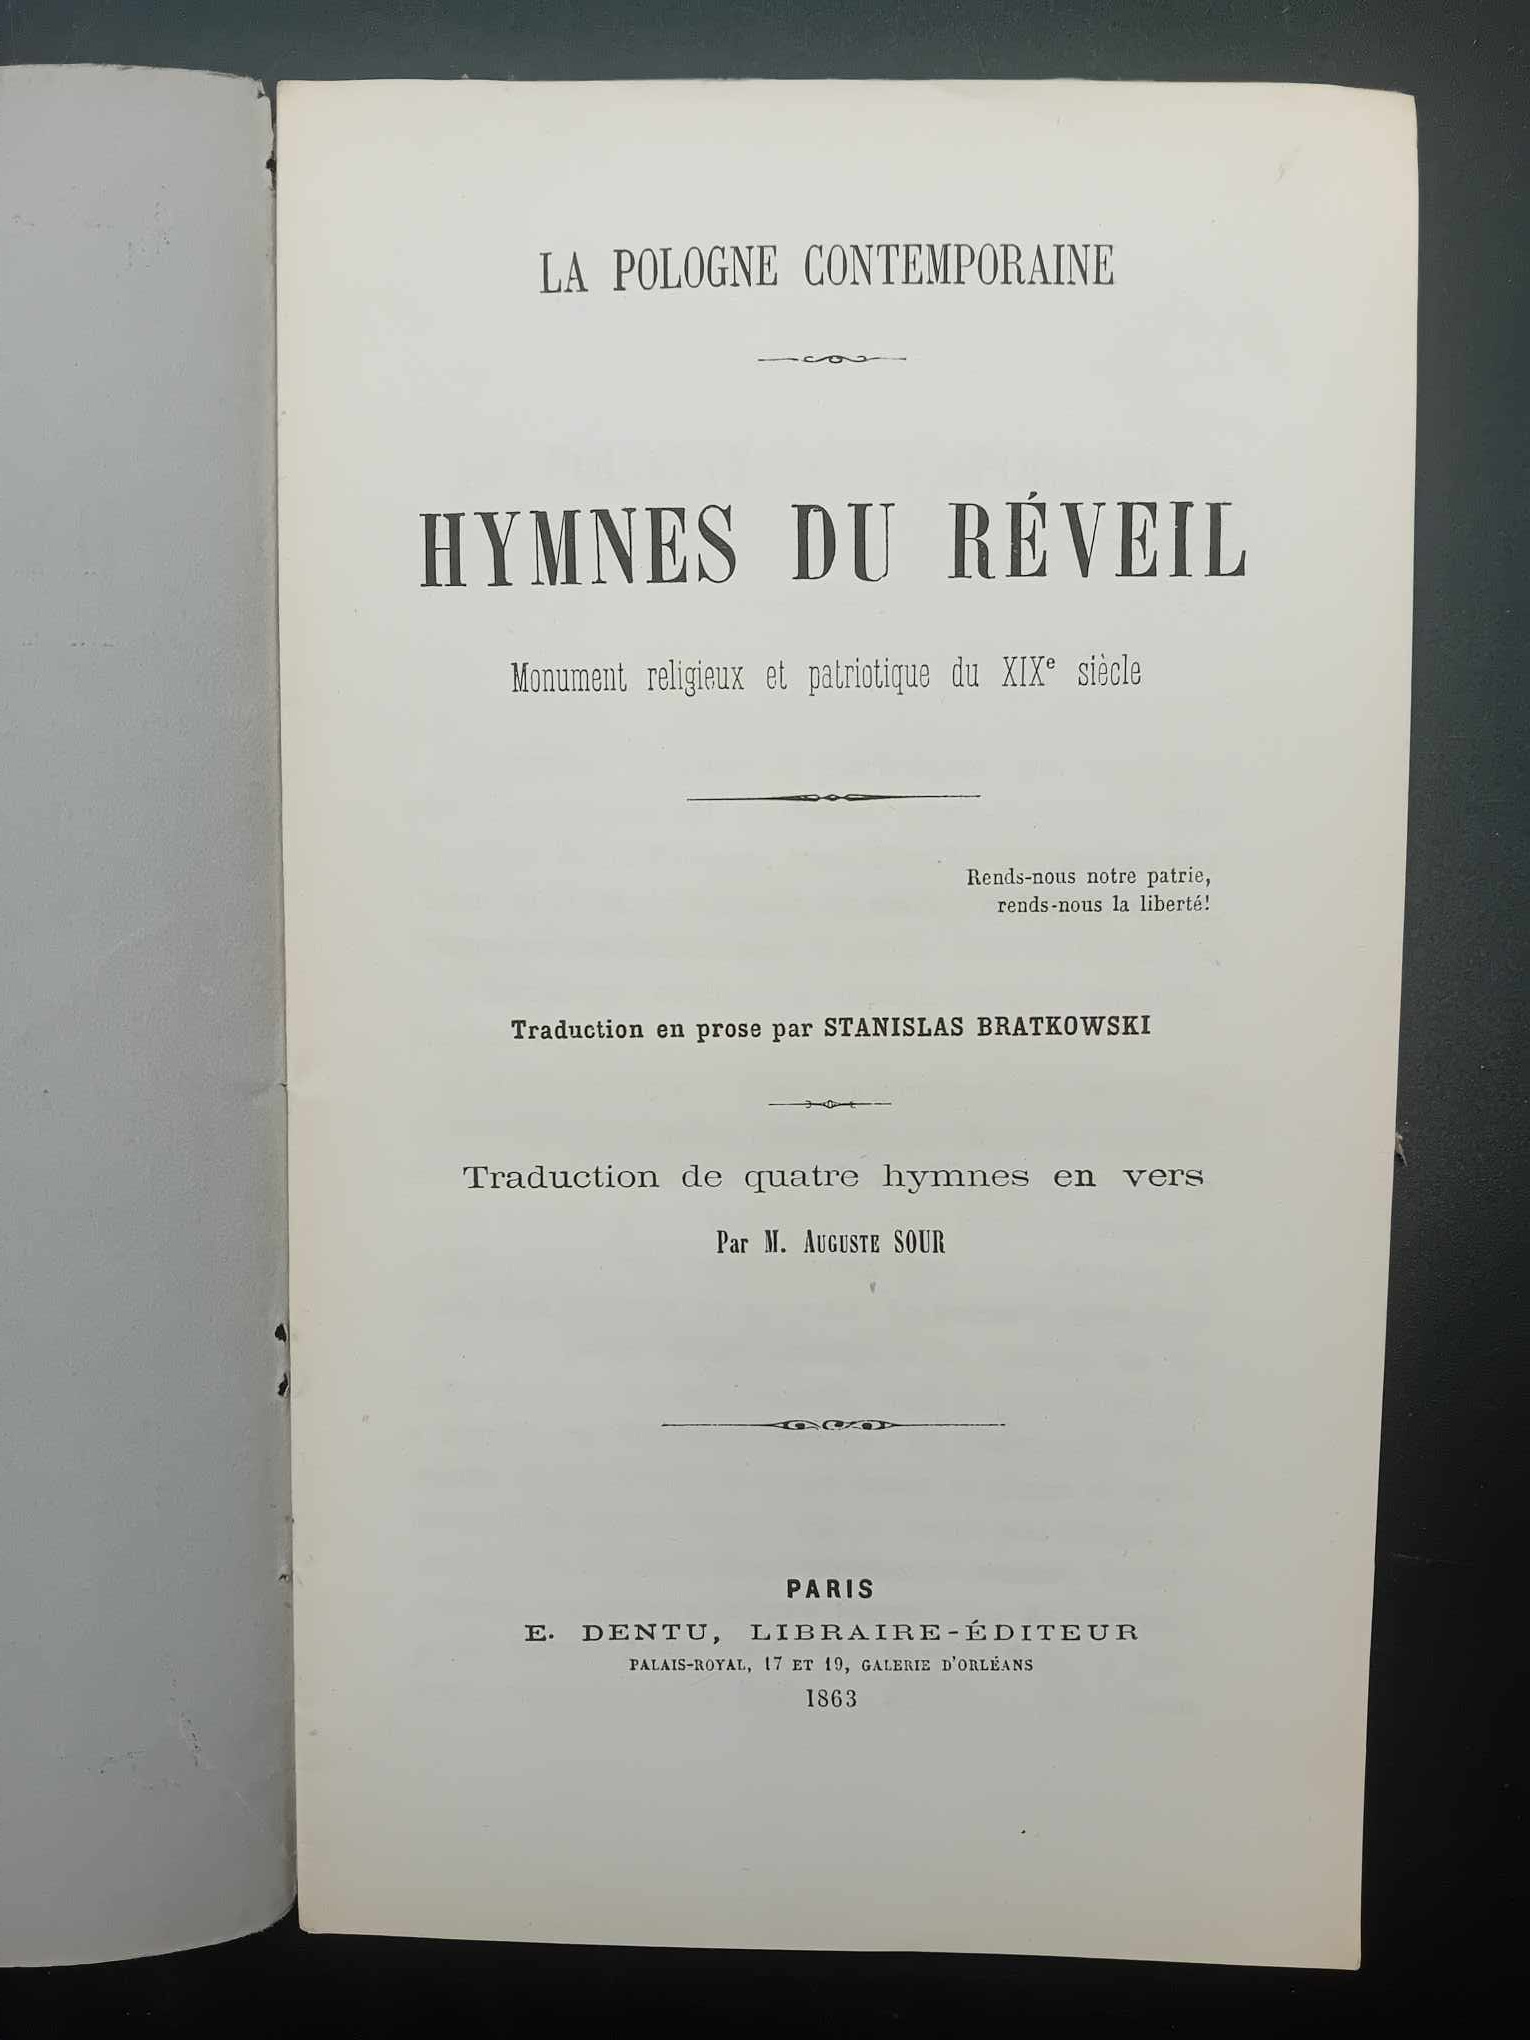 LA POLOGNE CONTEMPORAINE
HYMNES DU RÉVEIL
Monument religieux et patriotique du XIXe siècle
Rends-nous notre patrie,
rends-nous la liberté!
Traduction en prose par STANISLAS BRATKOWSKI
Traduction de quatre hymnes en vers
Par M. AUGUSTE SOUR
PARIS
E. DENTU, LIBRAIRE-ÉDITEUR
PALAIS-ROYAL, 17 ET 19, GALERIE D'ORLÉANS
1863